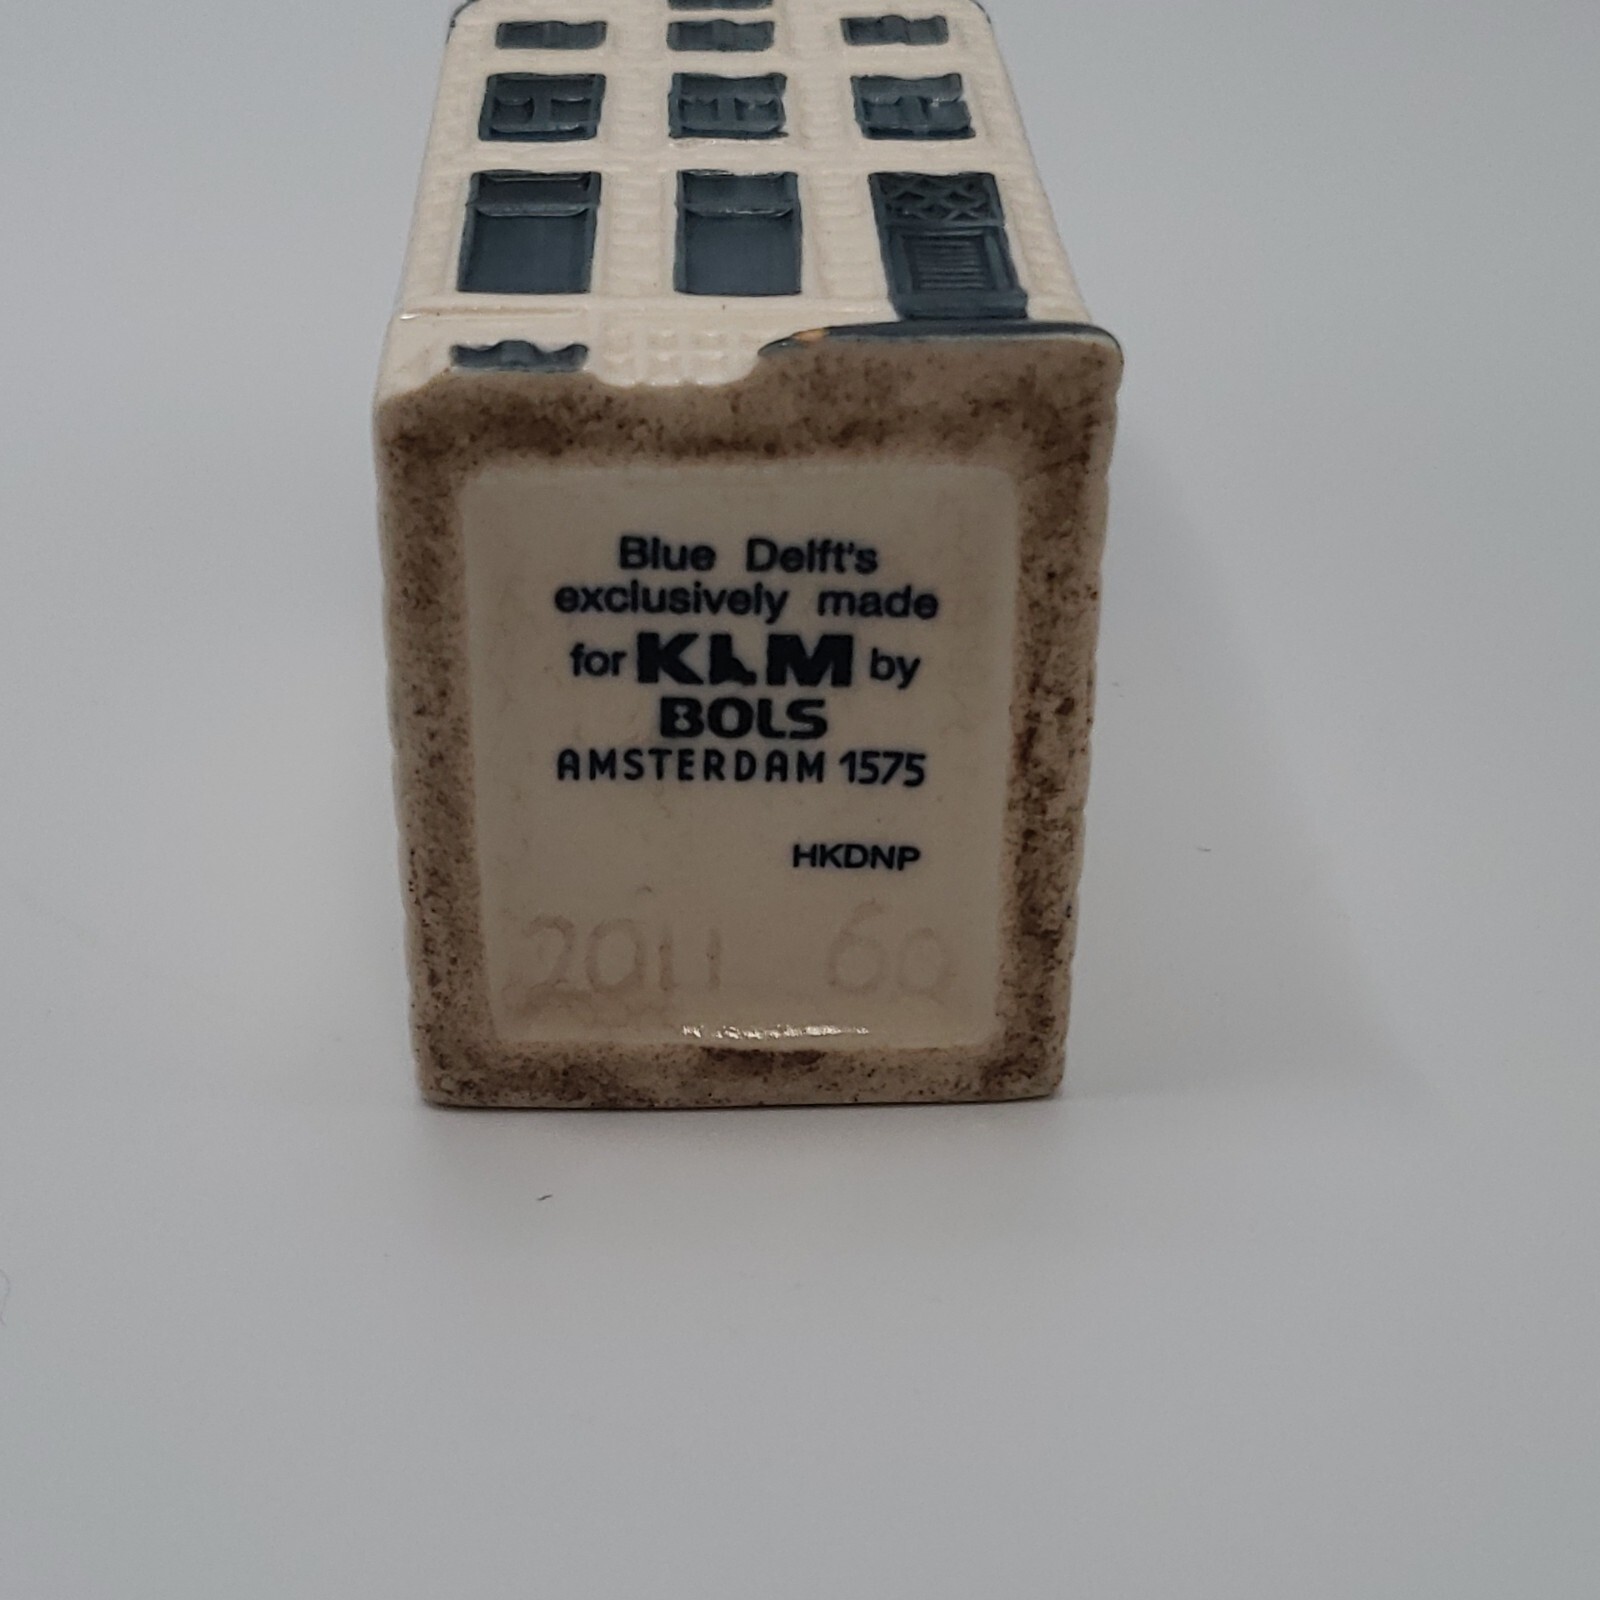 Blue Delft's
exclusively made
for KLM by
BOLS
AMSTERDAM 1575
HKDNP
2011 60